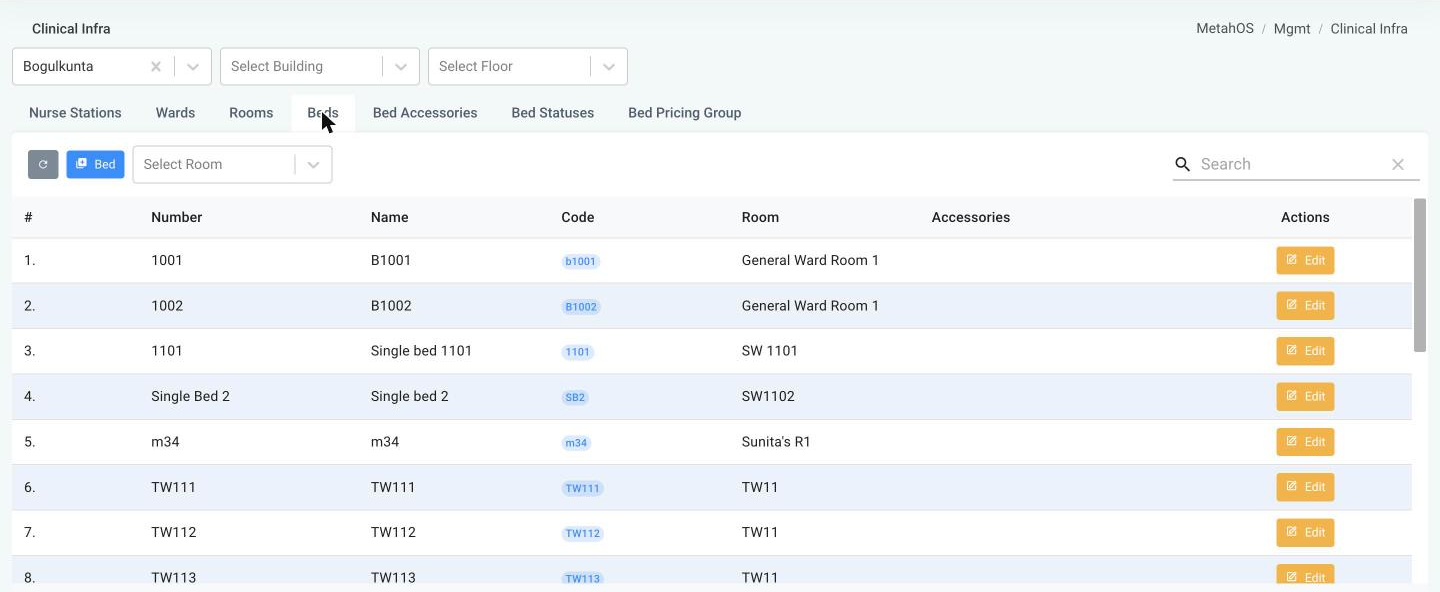 Clinical Infra MetahOS / Mgmt / Clinical Infra
Bogulkunta Select Building Select Floor
Nurse Stations Wards Rooms Beds Bed Accessories Bed Statuses Bed Pricing Group
Bed Select Room Search
# Number Name Code Room Accessories Actions
1. 1001 B1001 b1001 General Ward Room 1 Edit
2. 1002 B1002 B1002 General Ward Room 1 Edit
3. 1101 Single bed 1101 1101 SW 1101 Edit
4. Single Bed 2 Single bed 2 SB2 SW1102 Edit
5. m34 m34 m34 Sunita's R1 Edit
6. TW111 TW111 TW111 TW11 Edit
7. TW112 TW112 TW112 TW11 Edit
8. TW113 TW113 TW113 TW11 Edit